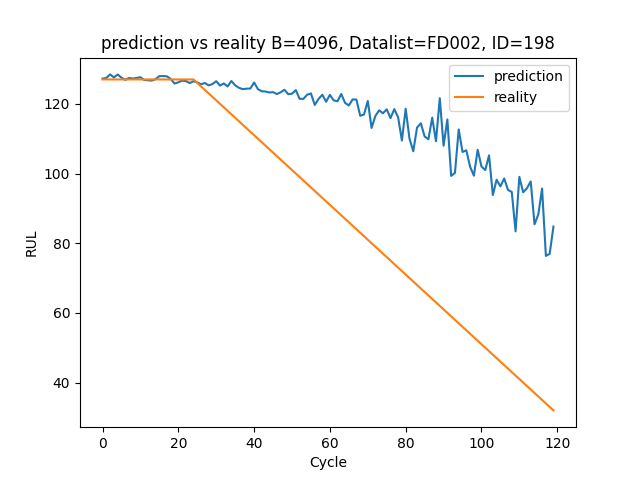 prediction vs reality B=4096, Datalist=FD002, ID=198
prediction
reality
120
100
80
60
40
RUL
0 20 40 60 80 100 120
Cycle